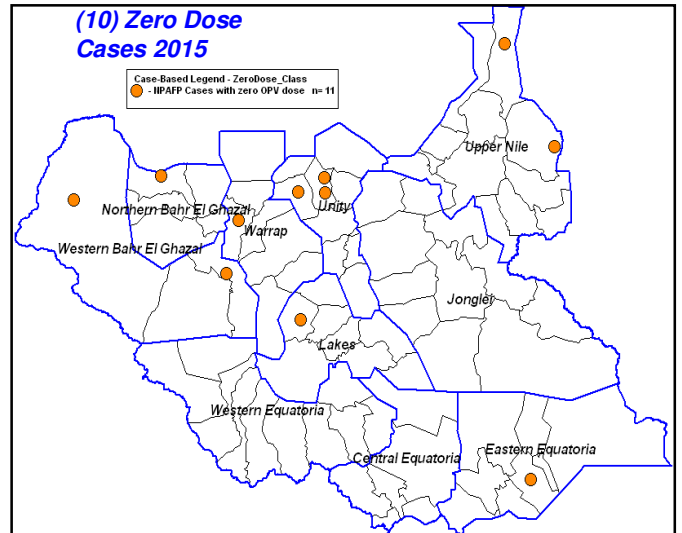 (10) Zero Dose
Cases 2015
Case-Based Legend - ZeroDose_Class
- NPAFP Cases with zero OPV dose n= 11
Upper Nile
Unity
Northern Bahr El Ghazal
Warrap
Western Bahr El Ghazal
Jonglei
Lakes
Western Equatoria
Eastern Equatoria
Central Equatoria